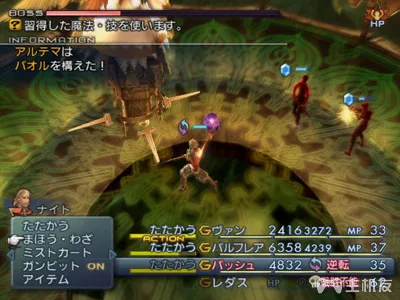 BOSS
習得した魔法・技を使います。
HP
INFORMATION
アルテマは
バオルを構えた!
ナイト
たたかう
まほう・わざ
ミストカート
ガンビット ON
アイテム
たたかう G ヴァン 2416 3272 MP 33
ACTION
たたかう G バルフレア 6358 4239 MP 37
たたかう G バッシュ 4832 逆転 35
G レダス HP